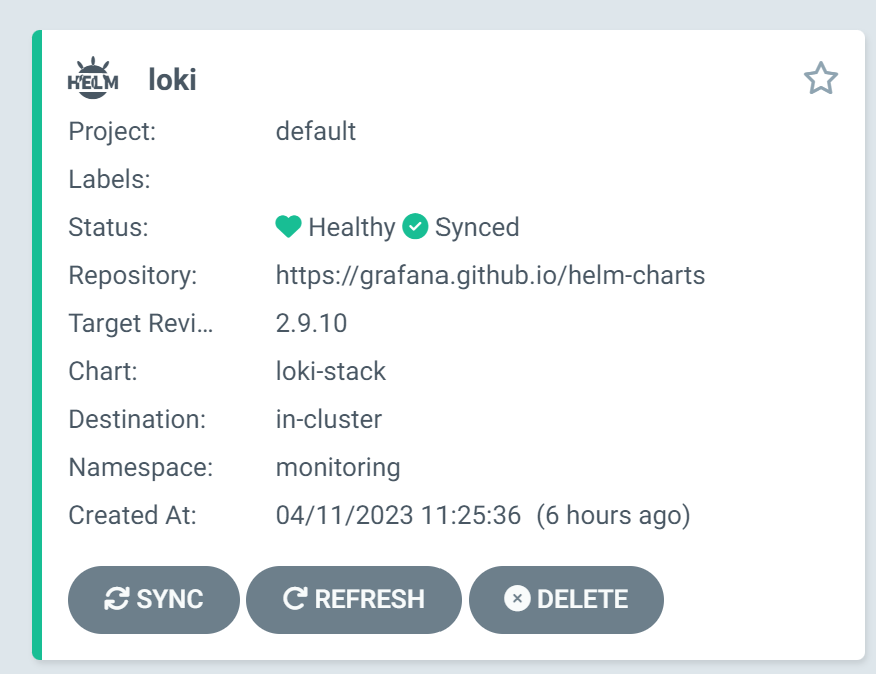 HELM loki
Project: default
Labels:
Status: Healthy Synced
Repository: https://grafana.github.io/helm-charts
Target Revi... 2.9.10
Chart: loki-stack
Destination: in-cluster
Namespace: monitoring
Created At: 04/11/2023 11:25:36 (6 hours ago)
SYNC REFRESH DELETE